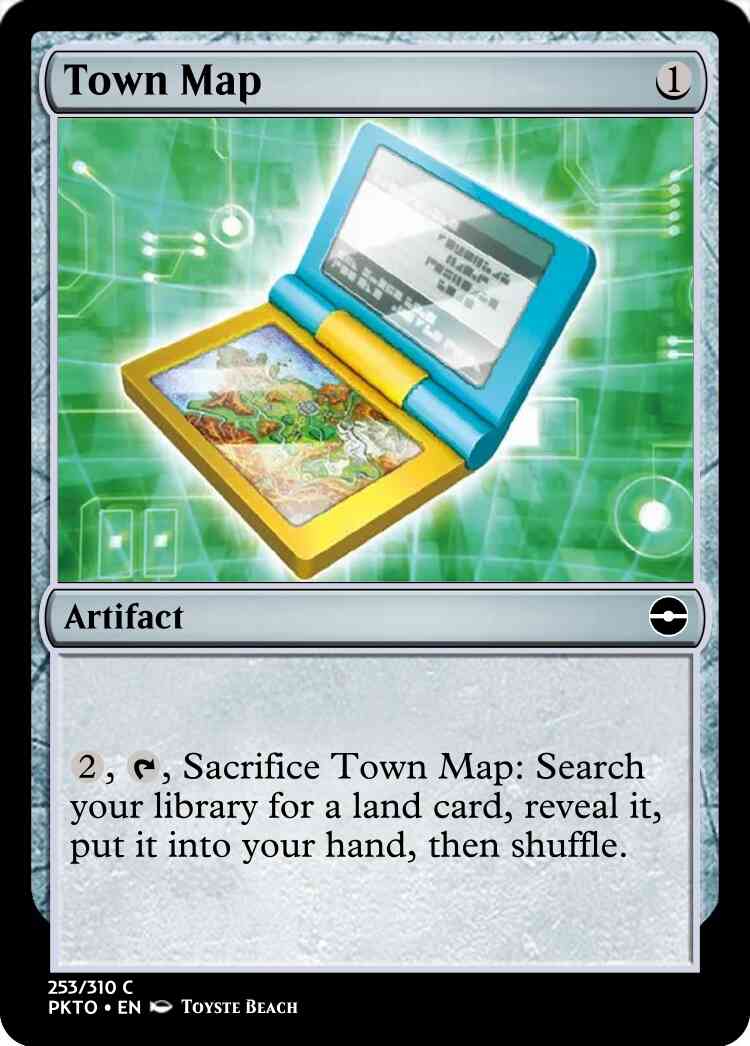 Town Map 1
Artifact
2, , Sacrifice Town Map: Search
your library for a land card, reveal it,
put it into your hand, then shuffle.
253/310 C
PKTO • EN Toyste Beach